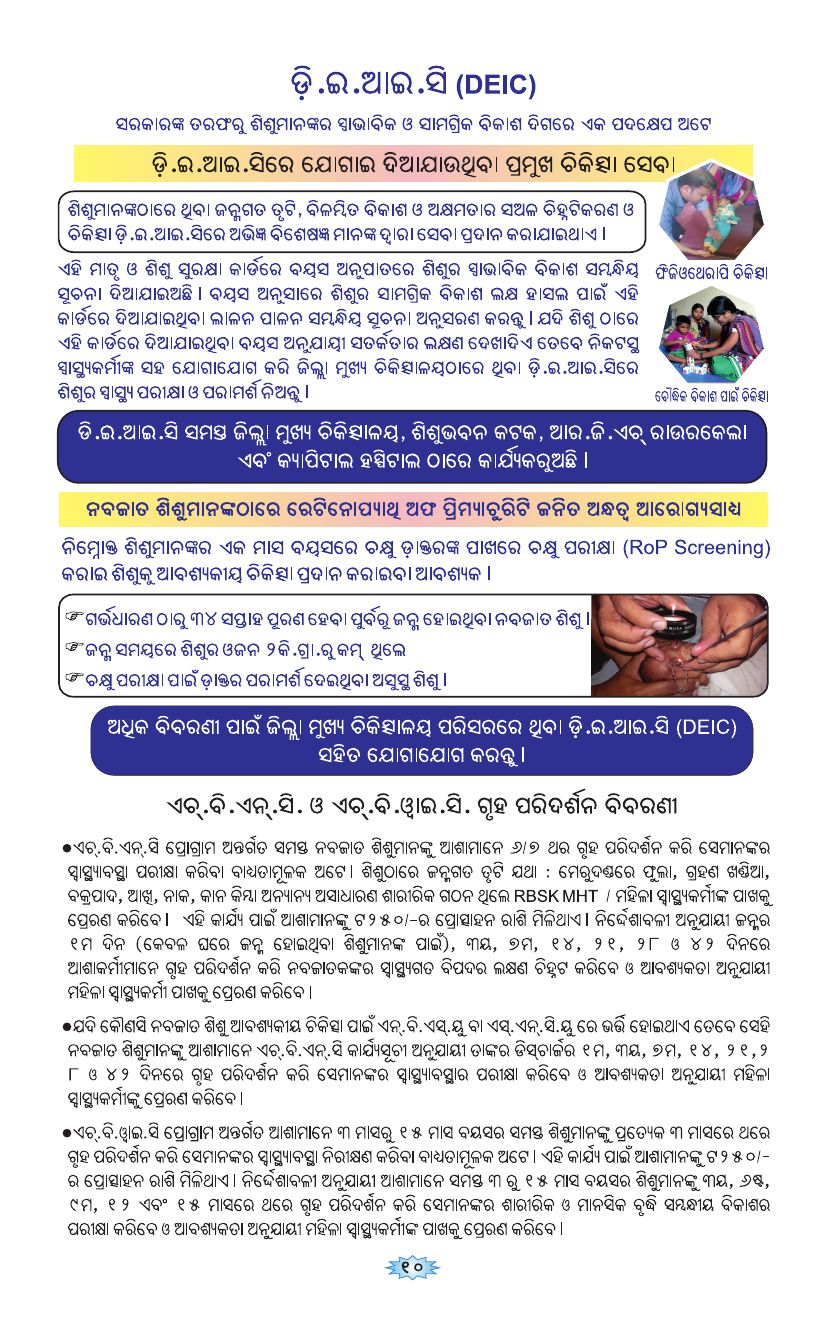 ଡ଼ି.ଇ.ଆଇ.ସି (DEIC)
ସରକାରଙ୍କ ତରଫରୁ ଶିଶୁମାନଙ୍କର ସ୍ୱାଭାବିକ ଓ ସାମଗ୍ରିକ ବିକାଶ ଦିଗରେ ଏକ ପଦକ୍ଷେପ ଅଟେ
ଡ଼ି.ଇ.ଆଇ.ସିରେ ଯୋଗାଇ ଦିଆଯାଉଥିବା ପ୍ରମୁଖ ଚିକିତ୍ସା ସେବା
ଶିଶୁମାନଙ୍କଠାରେ ଥିବା ଜନ୍ମଗତ ତ୍ରୁଟି, ବିଳମ୍ବିତ ବିକାଶ ଓ ଅକ୍ଷମତାର ସଅଳ ଚିହ୍ନଟିକରଣ ଓ
ଚିକିତ୍ସା ଡ଼ି.ଇ.ଆଇ.ସିରେ ଅଭିଜ୍ଞ ବିଶେଷଜ୍ଞ ମାନଙ୍କ ଦ୍ୱାରା ସେବା ପ୍ରଦାନ କରାଯାଇଥାଏ ।
ଏହି ମାତୃ ଓ ଶିଶୁ ସୁରକ୍ଷା କାର୍ଡରେ ବୟସ ଅନୁପାତରେ ଶିଶୁର ସ୍ୱାଭାବିକ ବିକାଶ ସମ୍ବନ୍ଧିୟ
ସୂଚନା ଦିଆଯାଇଅଛି । ବୟସ ଅନୁସାରେ ଶିଶୁର ସାମଗ୍ରିକ ବିକାଶ ଲକ୍ଷ ହାସଲ ପାଇଁ ଏହି
କାର୍ଡରେ ଦିଆଯାଇଥିବା ଲାଳନ ପାଳନ ସମ୍ବନ୍ଧିୟ ସୂଚନା ଅନୁସରଣ କରନ୍ତୁ । ଯଦି ଶିଶୁ ଠାରେ
ଏହି କାର୍ଡରେ ଦିଆଯାଇଥିବା ବୟସ ଅନୁଯାୟୀ ସତର୍କତାର ଲକ୍ଷଣ ଦେଖାଦିଏ ତେବେ ନିକଟସ୍ଥ
ସ୍ୱାସ୍ଥ୍ୟକର୍ମୀଙ୍କ ସହ ଯୋଗାଯୋଗ କରି ଜିଲ୍ଲା ମୁଖ୍ୟ ଚିକିତ୍ସାଳୟଠାରେ ଥିବା ଡ଼ି.ଇ.ଆଇ.ସିରେ
ଶିଶୁର ସ୍ୱାସ୍ଥ୍ୟ ପରୀକ୍ଷା ଓ ପରାମର୍ଶ ନିଅନ୍ତୁ ।
ଫିଜିଓଥେରାପି ଚିକିତ୍ସା
ବୌଦ୍ଧିକ ବିକାଶ ପାଇଁ ଚିକିତ୍ସା
ଡି.ଇ.ଆଇ.ସି ସମସ୍ତ ଜିଲ୍ଲା ମୁଖ୍ୟ ଚିକିତ୍ସାଳୟ, ଶିଶୁଭବନ କଟକ, ଆର.ଜି.ଏଚ୍ ରାଉରକେଲା
ଏବଂ କ୍ୟାପିଟାଲ ହସ୍ପିଟାଲ ଠାରେ କାର୍ଯ୍ୟକରୁଅଛି ।
ନବଜାତ ଶିଶୁମାନଙ୍କଠାରେ ରେଟିନୋପ୍ୟାଥି ଅଫ ପ୍ରିମ୍ୟାଚୁରିଟି ଜନିତ ଅନ୍ଧତ୍ୱ ଆରୋଗ୍ୟସାଧ୍ୟ
ନିମ୍ନୋକ୍ତ ଶିଶୁମାନଙ୍କର ଏକ ମାସ ବୟସରେ ଚକ୍ଷୁ ଡ଼ାକ୍ତରଙ୍କ ପାଖରେ ଚକ୍ଷୁ ପରୀକ୍ଷା (RoP Screening)
କରାଇ ଶିଶୁକୁ ଆବଶ୍ୟକୀୟ ଚିକିତ୍ସା ପ୍ରଦାନ କରାଇବା ଆବଶ୍ୟକ ।
☞ଗର୍ଭଧାରଣ ଠାରୁ ୩୪ ସପ୍ତାହ ପୂରଣ ହେବା ପୁର୍ବରୁ ଜନ୍ମ ହୋଇଥିବା ନବଜାତ ଶିଶୁ ।
☞ଜନ୍ମ ସମୟରେ ଶିଶୁର ଓଜନ ୨କି.ଗ୍ରା.ରୁ କମ୍ ଥିଲେ
☞ଚକ୍ଷୁ ପରୀକ୍ଷା ପାଇଁ ଡ଼ାକ୍ତର ପରାମର୍ଶ ଦେଇଥିବା ଅସୁସ୍ଥ ଶିଶୁ ।
ଅଧିକ ବିବରଣୀ ପାଇଁ ଜିଲ୍ଲା ମୁଖ୍ୟ ଚିକିତ୍ସାଳୟ ପରିସରରେ ଥିବା ଡ଼ି.ଇ.ଆଇ.ସି (DEIC)
ସହିତ ଯୋଗାଯୋଗ କରନ୍ତୁ ।
ଏଚ୍.ବି.ଏନ୍.ସି. ଓ ଏଚ୍.ବି.ୱାଇ.ସି. ଗୃହ ପରିଦର୍ଶନ ବିବରଣୀ
●ଏଚ୍.ବି.ଏନ୍.ସି ପ୍ରୋଗ୍ରାମ ଅନ୍ତର୍ଗତ ସମସ୍ତ ନବଜାତ ଶିଶୁମାନଙ୍କୁ ଆଶାମାନେ ୬/୭ ଥର ଗୃହ ପରିଦର୍ଶନ କରି ସେମାନଙ୍କର
ସ୍ୱାସ୍ଥ୍ୟାବସ୍ଥା ପରୀକ୍ଷା କରିବା ବାଧ୍ୟତାମୂଳକ ଅଟେ । ଶିଶୁଠାରେ ଜନ୍ମଗତ ତୃଟି ଯଥା : ମେରୁଦଣ୍ଡରେ ଫୁଲା, ଗ୍ରହଣ ଖଣ୍ଡିଆ,
ବକ୍ରପାଦ, ଆଖି, ନାକ, କାନ କିମ୍ବା ଅନ୍ୟାନ୍ୟ ଅସାଧାରଣ ଶାରୀରିକ ଗଠନ ଥିଲେ RBSK MHT / ମହିଳା ସ୍ୱାସ୍ଥ୍ୟକର୍ମୀଙ୍କ ପାଖକୁ
ପ୍ରେରଣ କରିବେ । ଏହି କାର୍ଯ୍ୟ ପାଇଁ ଆଶାମାନଙ୍କୁ ଟ୨୫୦/-ର ପ୍ରୋତ୍ସାହନ ରାଶି ମିଳିଥାଏ । ନିର୍ଦ୍ଦେଶାବଳୀ ଅନୁଯାୟୀ ଜନ୍ମର
୧ମ ଦିନ (କେବଳ ଘରେ ଜନ୍ମ ହୋଇଥିବା ଶିଶୁମାନଙ୍କ ପାଇଁ), ୩ୟ, ୭ମ, ୧୪, ୨୧, ୨୮ ଓ ୪୨ ଦିନରେ
ଆଶାକର୍ମୀମାନେ ଗୃହ ପରିଦର୍ଶନ କରି ନବଜାତକଙ୍କର ସ୍ୱାସ୍ଥ୍ୟଗତ ବିପଦର ଲକ୍ଷଣ ଚିହ୍ନଟ କରିବେ ଓ ଆବଶ୍ୟକତା ଅନୁଯାୟୀ
ମହିଳା ସ୍ୱାସ୍ଥ୍ୟକର୍ମୀ ପାଖକୁ ପ୍ରେରଣ କରିବେ ।
●ଯଦି କୌଣସି ନବଜାତ ଶିଶୁ ଆବଶ୍ୟକୀୟ ଚିକିତ୍ସା ପାଇଁ ଏନ୍.ବି.ଏସ୍.ୟୁ ବା ଏସ୍.ଏନ୍.ସି.ୟୁ ରେ ଭର୍ତ୍ତି ହୋଇଥାଏ ତେବେ ସେହି
ନବଜାତ ଶିଶୁମାନଙ୍କୁ ଆଶାମାନେ ଏଚ୍.ବି.ଏନ୍.ସି କାର୍ଯ୍ୟସୂଚୀ ଅନୁଯାୟୀ ତାଙ୍କର ଡିସ୍‌ଚାର୍ଜର ୧ମ, ୩ୟ, ୭ମ, ୧୪, ୨୧,୨
୮ ଓ ୪୨ ଦିନରେ ଗୃହ ପରିଦର୍ଶନ କରି ସେମାନଙ୍କର ସ୍ୱାସ୍ଥ୍ୟାବସ୍ଥାର ପରୀକ୍ଷା କରିବେ ଓ ଆବଶ୍ୟକତା ଅନୁଯାୟୀ ମହିଳା
ସ୍ୱାସ୍ଥ୍ୟକର୍ମୀଙ୍କୁ ପ୍ରେରଣ କରିବେ ।
●ଏଚ୍.ବି.ୱାଇ.ସି ପ୍ରୋଗ୍ରାମ ଅନ୍ତର୍ଗତ ଆଶାମାନେ ୩ ମାସରୁ ୧୫ ମାସ ବୟସର ସମସ୍ତ ଶିଶୁମାନଙ୍କୁ ପ୍ରତ୍ୟେକ ୩ ମାସରେ ଥରେ
ଗୃହ ପରିଦର୍ଶନ କରି ସେମାନଙ୍କର ସ୍ୱାସ୍ଥ୍ୟାବସ୍ଥା ନିରୀକ୍ଷଣ କରିବା ବାଧ୍ୟତାମୂଳକ ଅଟେ । ଏହି କାର୍ଯ୍ୟ ପାଇଁ ଆଶାମାନଙ୍କୁ ଟ୨୫୦/-
ର ପ୍ରୋତ୍ସାହନ ରାଶି ମିଳିଥାଏ । ନିର୍ଦ୍ଦେଶାବଳୀ ଅନୁଯାୟୀ ଆଶାମାନେ ସମସ୍ତ ୩ ରୁ ୧୫ ମାସ ବୟସର ଶିଶୁମାନଙ୍କୁ ୩ୟ, ୬ଷ୍ଠ,
୯ମ, ୧୨ ଏବଂ ୧୫ ମାସରେ ଥରେ ଗୃହ ପରିଦର୍ଶନ କରି ସେମାନଙ୍କର ଶାରୀରିକ ଓ ମାନସିକ ବୃଦ୍ଧି ସମ୍ବନ୍ଧୀୟ ବିକାଶର
ପରୀକ୍ଷା କରିବେ ଓ ଆବଶ୍ୟକତା ଅନୁଯାୟୀ ମହିଳା ସ୍ୱାସ୍ଥ୍ୟକର୍ମୀଙ୍କ ପାଖକୁ ପ୍ରେରଣ କରିବେ ।
୧୦